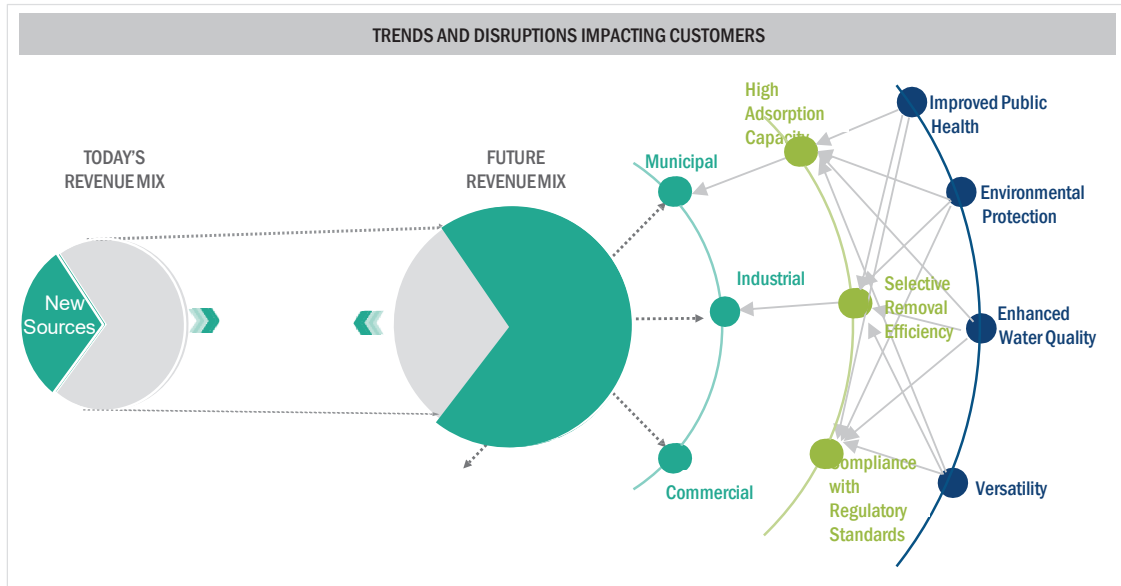 TRENDS AND DISRUPTIONS IMPACTING CUSTOMERS
TODAY'S
REVENUE MIX
New
Sources
FUTURE
REVENUE MIX
Municipal
Industrial
Commercial
High
Adsorption
Capacity
Selective
Removal
Efficiency
Compliance
with
Regulatory
Standards
Improved Public
Health
Environmental
Protection
Enhanced
Water Quality
Versatility